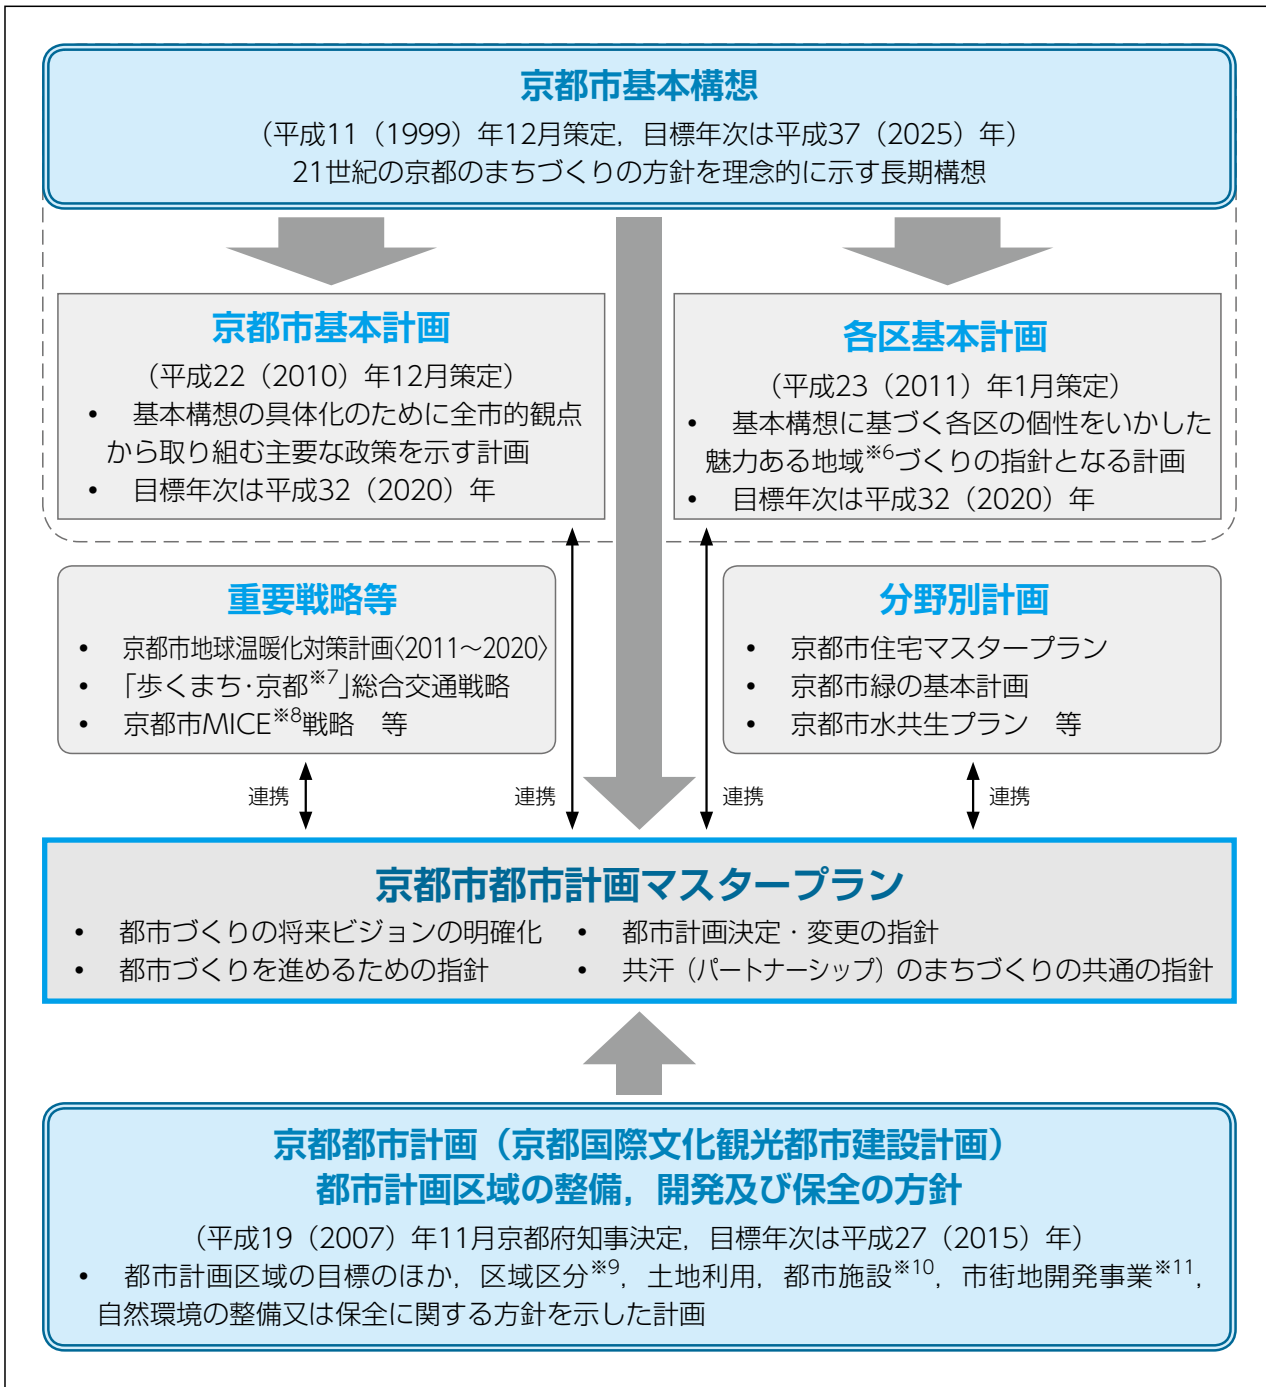 京都市基本構想
（平成11（1999）年12月策定，目標年次は平成37（2025）年）
21世紀の京都のまちづくりの方針を理念的に示す長期構想
京都市基本計画
（平成22（2010）年12月策定）
• 基本構想の具体化のために全市的観点
から取り組む主要な政策を示す計画
• 目標年次は平成32（2020）年
各区基本計画
（平成23（2011）年1月策定）
• 基本構想に基づく各区の個性をいかした
魅力ある地域※6づくりの指針となる計画
• 目標年次は平成32（2020）年
重要戦略等
• 京都市地球温暖化対策計画〈2011～2020〉
• 「歩くまち・京都※7」総合交通戦略
• 京都市MICE※8戦略　等
分野別計画
• 京都市住宅マスタープラン
• 京都市緑の基本計画
• 京都市水共生プラン　等
連携
連携
連携
連携
京都市都市計画マスタープラン
• 都市づくりの将来ビジョンの明確化
• 都市づくりを進めるための指針
• 都市計画決定・変更の指針
• 共汗（パートナーシップ）のまちづくりの共通の指針
京都都市計画（京都国際文化観光都市建設計画）
都市計画区域の整備，開発及び保全の方針
（平成19（2007）年11月京都府知事決定，目標年次は平成27（2015）年）
• 都市計画区域の目標のほか，区域区分※9，土地利用，都市施設※10，市街地開発事業※11，
自然環境の整備又は保全に関する方針を示した計画